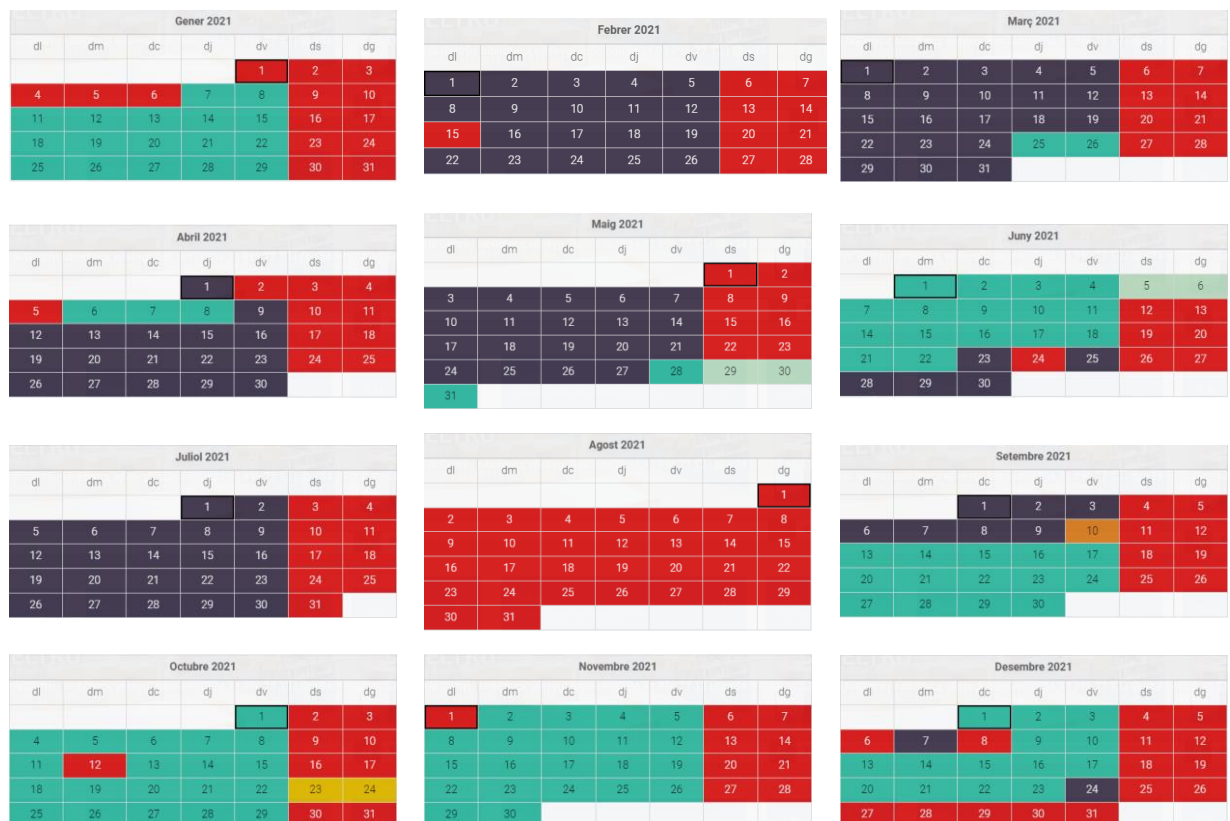 Gener 2021
dl dm dc dj dv ds dg
1 2 3
4 5 6 7 8 9 10
11 12 13 14 15 16 17
18 19 20 21 22 23 24
25 26 27 28 29 30 31
Febrer 2021
dl dm dc dj dv ds dg
1 2 3 4 5 6 7
8 9 10 11 12 13 14
15 16 17 18 19 20 21
22 23 24 25 26 27 28
Març 2021
dl dm dc dj dv ds dg
1 2 3 4 5 6 7
8 9 10 11 12 13 14
15 16 17 18 19 20 21
22 23 24 25 26 27 28
29 30 31
Abril 2021
dl dm dc dj dv ds dg
1 2 3 4
5 6 7 8 9 10 11
12 13 14 15 16 17 18
19 20 21 22 23 24 25
26 27 28 29 30
Maig 2021
dl dm dc dj dv ds dg
1 2
3 4 5 6 7 8 9
10 11 12 13 14 15 16
17 18 19 20 21 22 23
24 25 26 27 28 29 30
31
Juny 2021
dl dm dc dj dv ds dg
1 2 3 4 5 6
7 8 9 10 11 12 13
14 15 16 17 18 19 20
21 22 23 24 25 26 27
28 29 30
Juliol 2021
dl dm dc dj dv ds dg
1 2 3 4
5 6 7 8 9 10 11
12 13 14 15 16 17 18
19 20 21 22 23 24 25
26 27 28 29 30 31
Agost 2021
dl dm dc dj dv ds dg
1
2 3 4 5 6 7 8
9 10 11 12 13 14 15
16 17 18 19 20 21 22
23 24 25 26 27 28 29
30 31
Setembre 2021
dl dm dc dj dv ds dg
1 2 3 4 5
6 7 8 9 10 11 12
13 14 15 16 17 18 19
20 21 22 23 24 25 26
27 28 29 30
Octubre 2021
dl dm dc dj dv ds dg
1 2 3
4 5 6 7 8 9 10
11 12 13 14 15 16 17
18 19 20 21 22 23 24
25 26 27 28 29 30 31
Novembre 2021
dl dm dc dj dv ds dg
1 2 3 4 5 6 7
8 9 10 11 12 13 14
15 16 17 18 19 20 21
22 23 24 25 26 27 28
29 30
Desembre 2021
dl dm dc dj dv ds dg
1 2 3 4 5
6 7 8 9 10 11 12
13 14 15 16 17 18 19
20 21 22 23 24 25 26
27 28 29 30 31